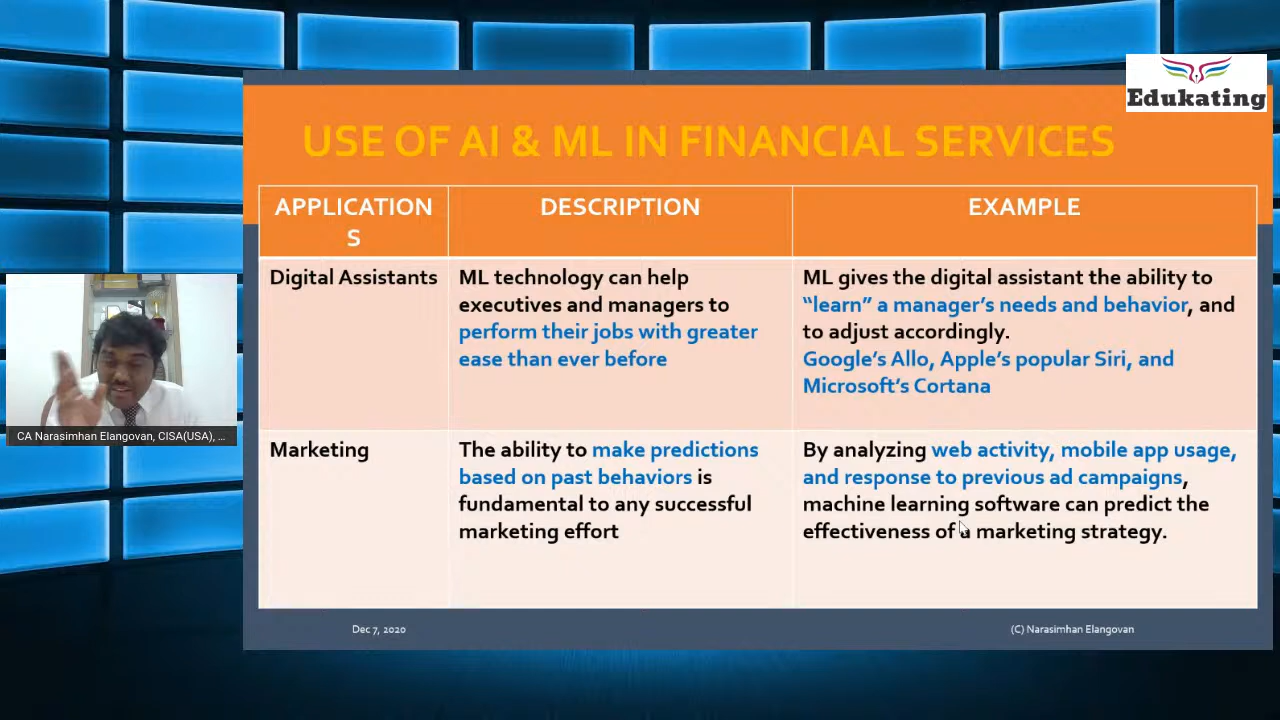 Edukating
USE OF AI & ML IN FINANCIAL SERVICES
APPLICATION
S
DESCRIPTION
EXAMPLE
Digital Assistants
ML technology can help
executives and managers to
perform their jobs with greater
ease than ever before
ML gives the digital assistant the ability to
“learn” a manager’s needs and behavior, and
to adjust accordingly.
Google’s Allo, Apple’s popular Siri, and
Microsoft’s Cortana
Marketing
The ability to make predictions
based on past behaviors is
fundamental to any successful
marketing effort
By analyzing web activity, mobile app usage,
and response to previous ad campaigns,
machine learning software can predict the
effectiveness of a marketing strategy.
CA Narasimhan Elangovan, CISA(USA), ...
Dec 7, 2020
(C) Narasimhan Elangovan